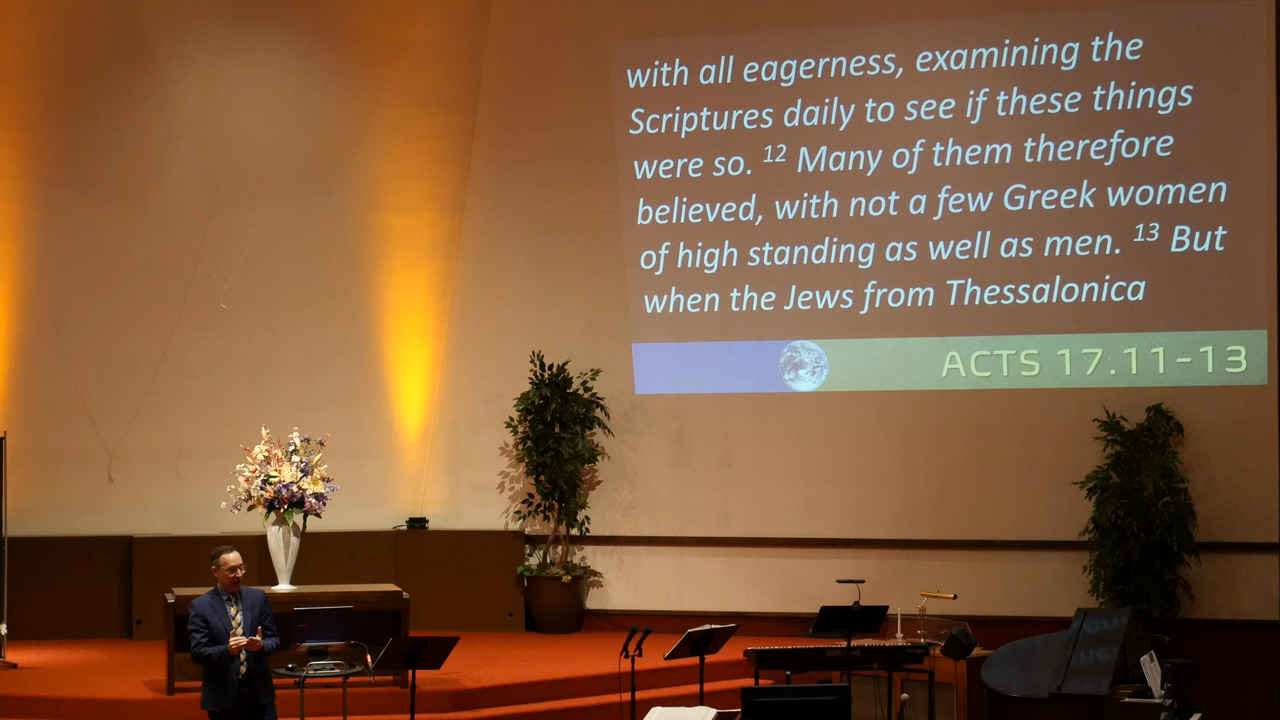 with all eagerness, examining the
Scriptures daily to see if these things
were so. 12 Many of them therefore
believed, with not a few Greek women
of high standing as well as men. 13 But
when the Jews from Thessalonica
ACTS 17.11-13